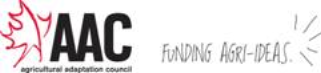 AAC
agricultural adaptation council
FUNDING AGRI-IDEAS.